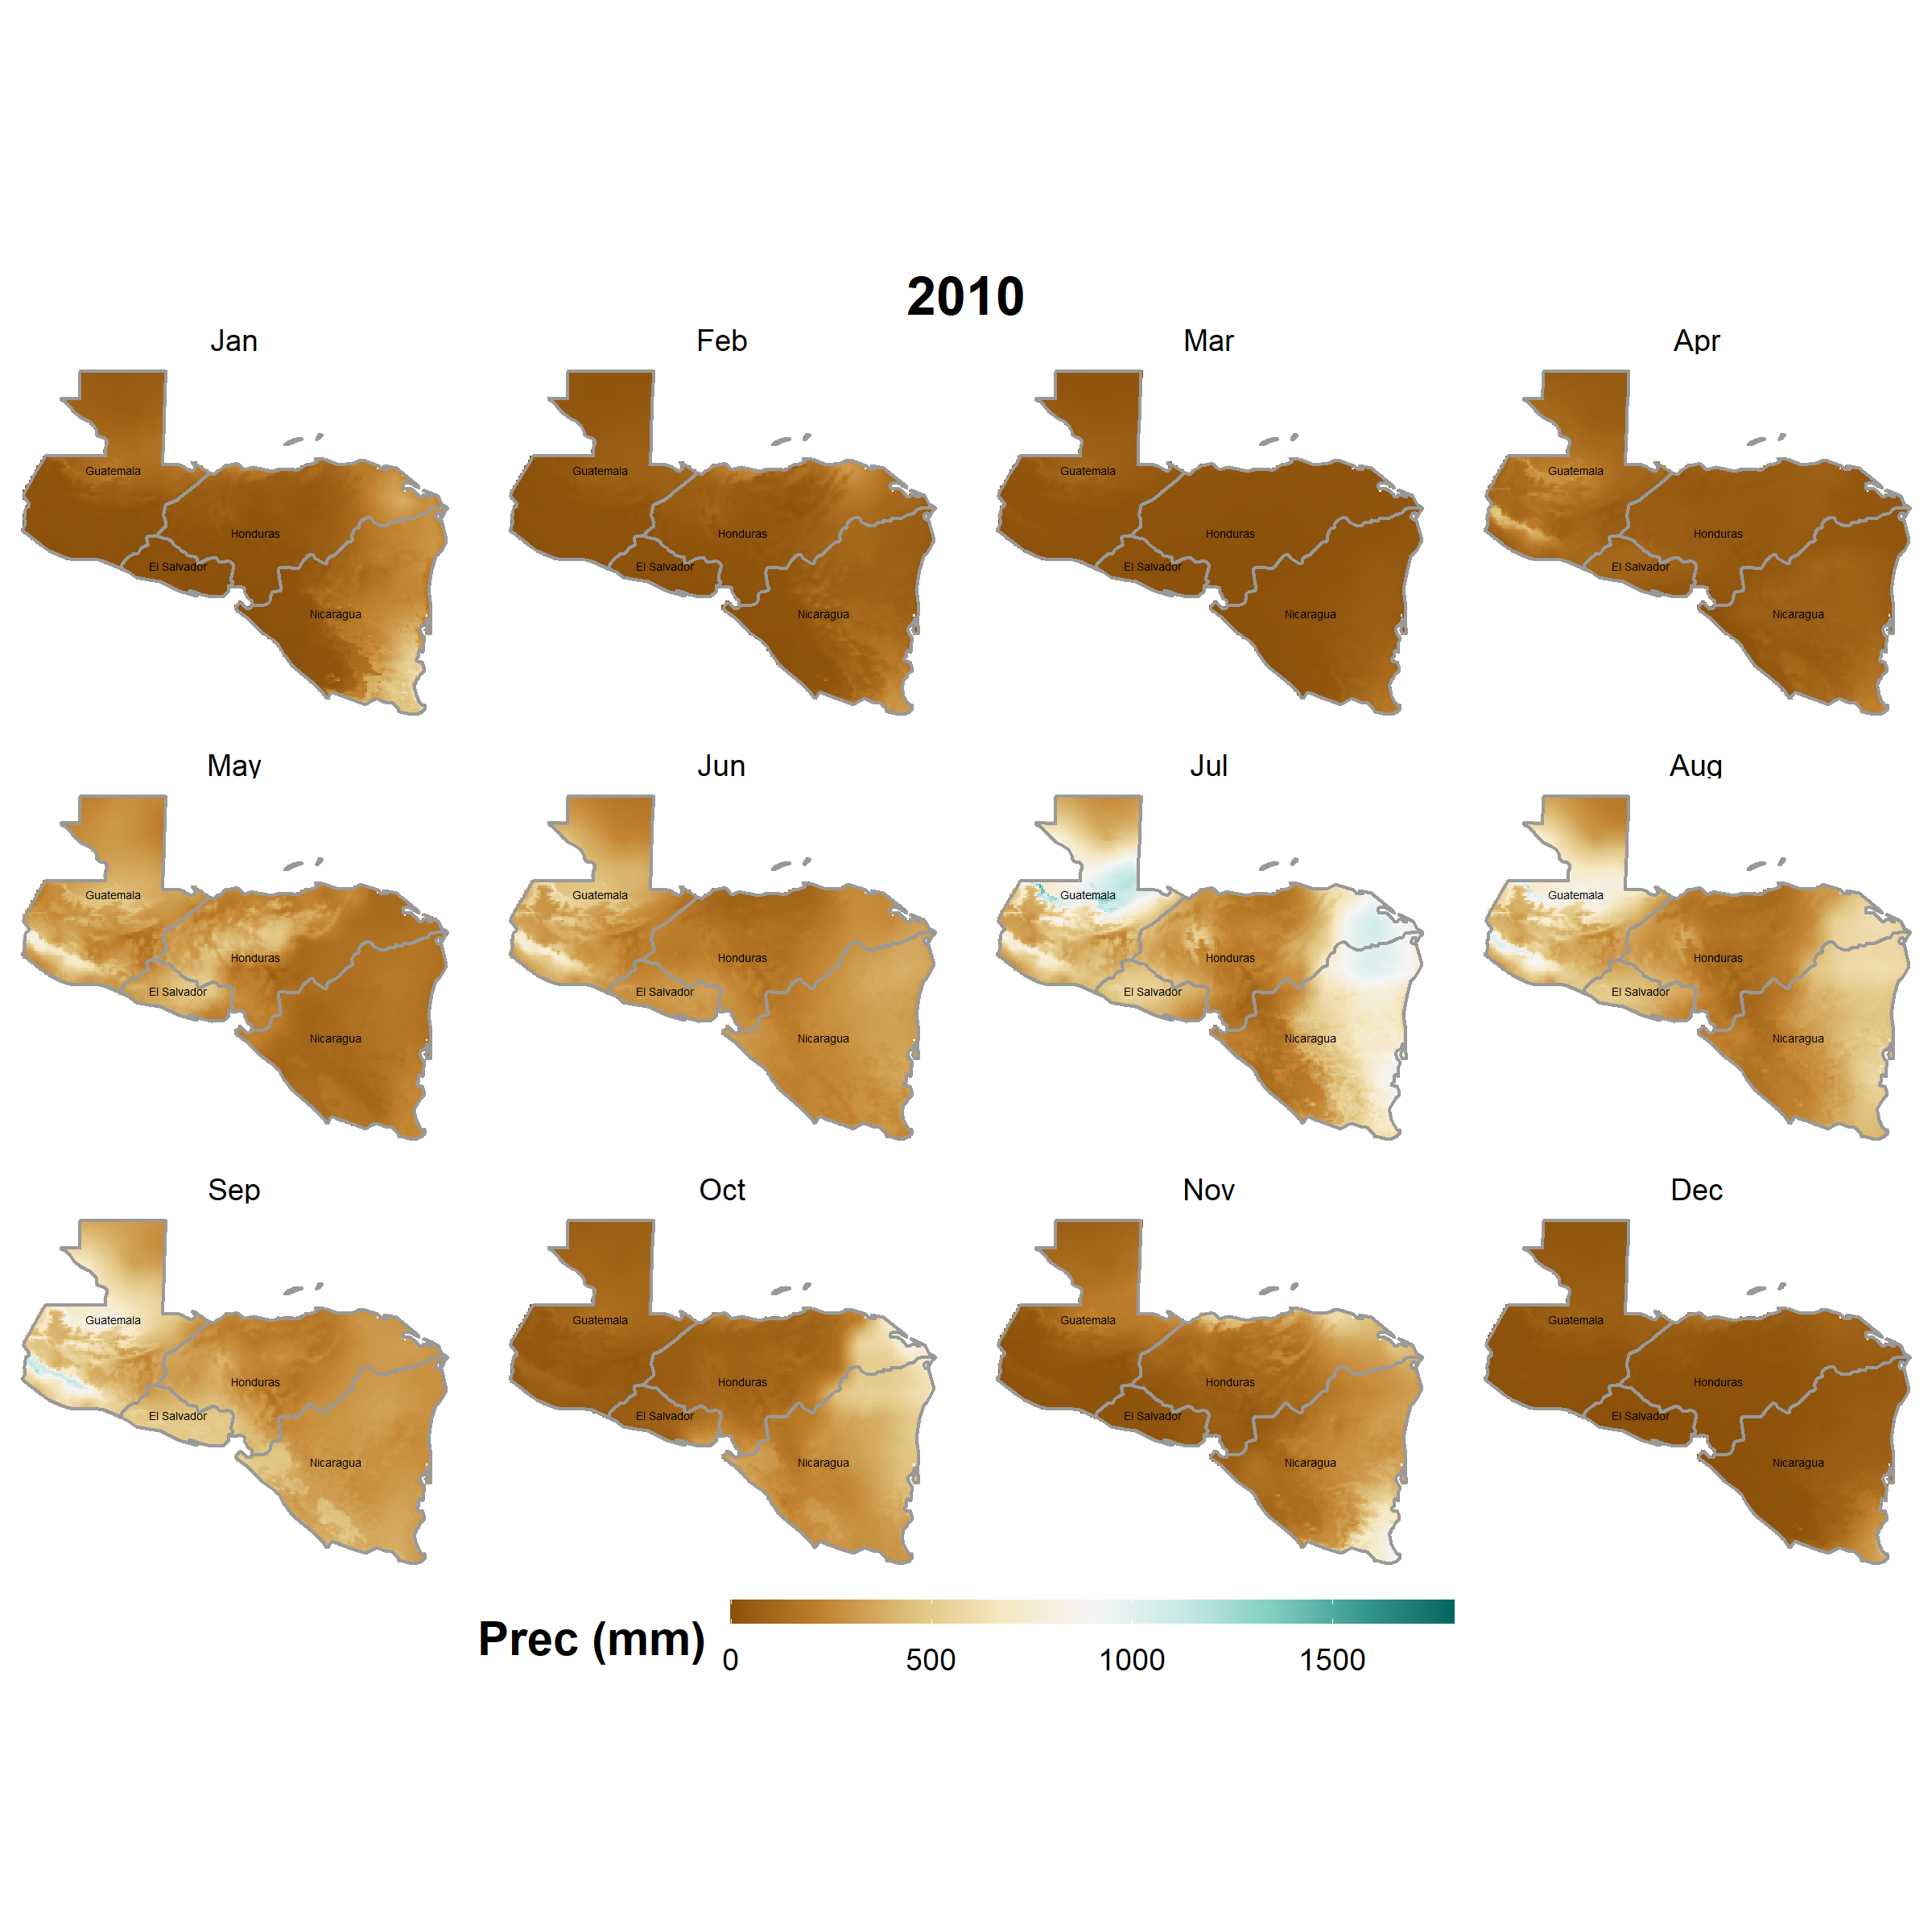 2010
Jan Feb Mar Apr
Guatemala Guatemala Guatemala Guatemala
Honduras Honduras Honduras Honduras
El Salvador El Salvador El Salvador El Salvador
Nicaragua Nicaragua Nicaragua Nicaragua
May Jun Jul Aug
Guatemala Guatemala Guatemala Guatemala
Honduras Honduras Honduras Honduras
El Salvador El Salvador El Salvador El Salvador
Nicaragua Nicaragua Nicaragua Nicaragua
Sep Oct Nov Dec
Guatemala Guatemala Guatemala Guatemala
Honduras Honduras Honduras Honduras
El Salvador El Salvador El Salvador El Salvador
Nicaragua Nicaragua Nicaragua Nicaragua
Prec (mm)
0 500 1000 1500